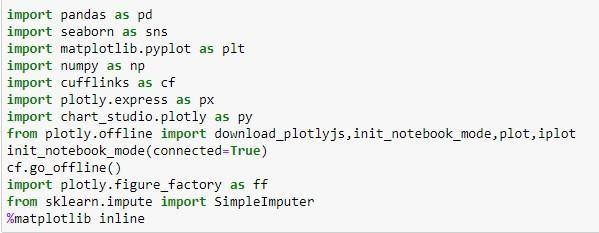 import pandas as pd
import seaborn as sns
import matplotlib.pyplot as plt
import numpy as np
import cufflinks as cf
import plotly.express as px
import chart_studio.plotly as py
from plotly.offline import download_plotlyjs,init_notebook_mode,plot,iplot
init_notebook_mode(connected=True)
cf.go_offline()
import plotly.figure_factory as ff
from sklearn.impute import SimpleImputer
%matplotlib inline